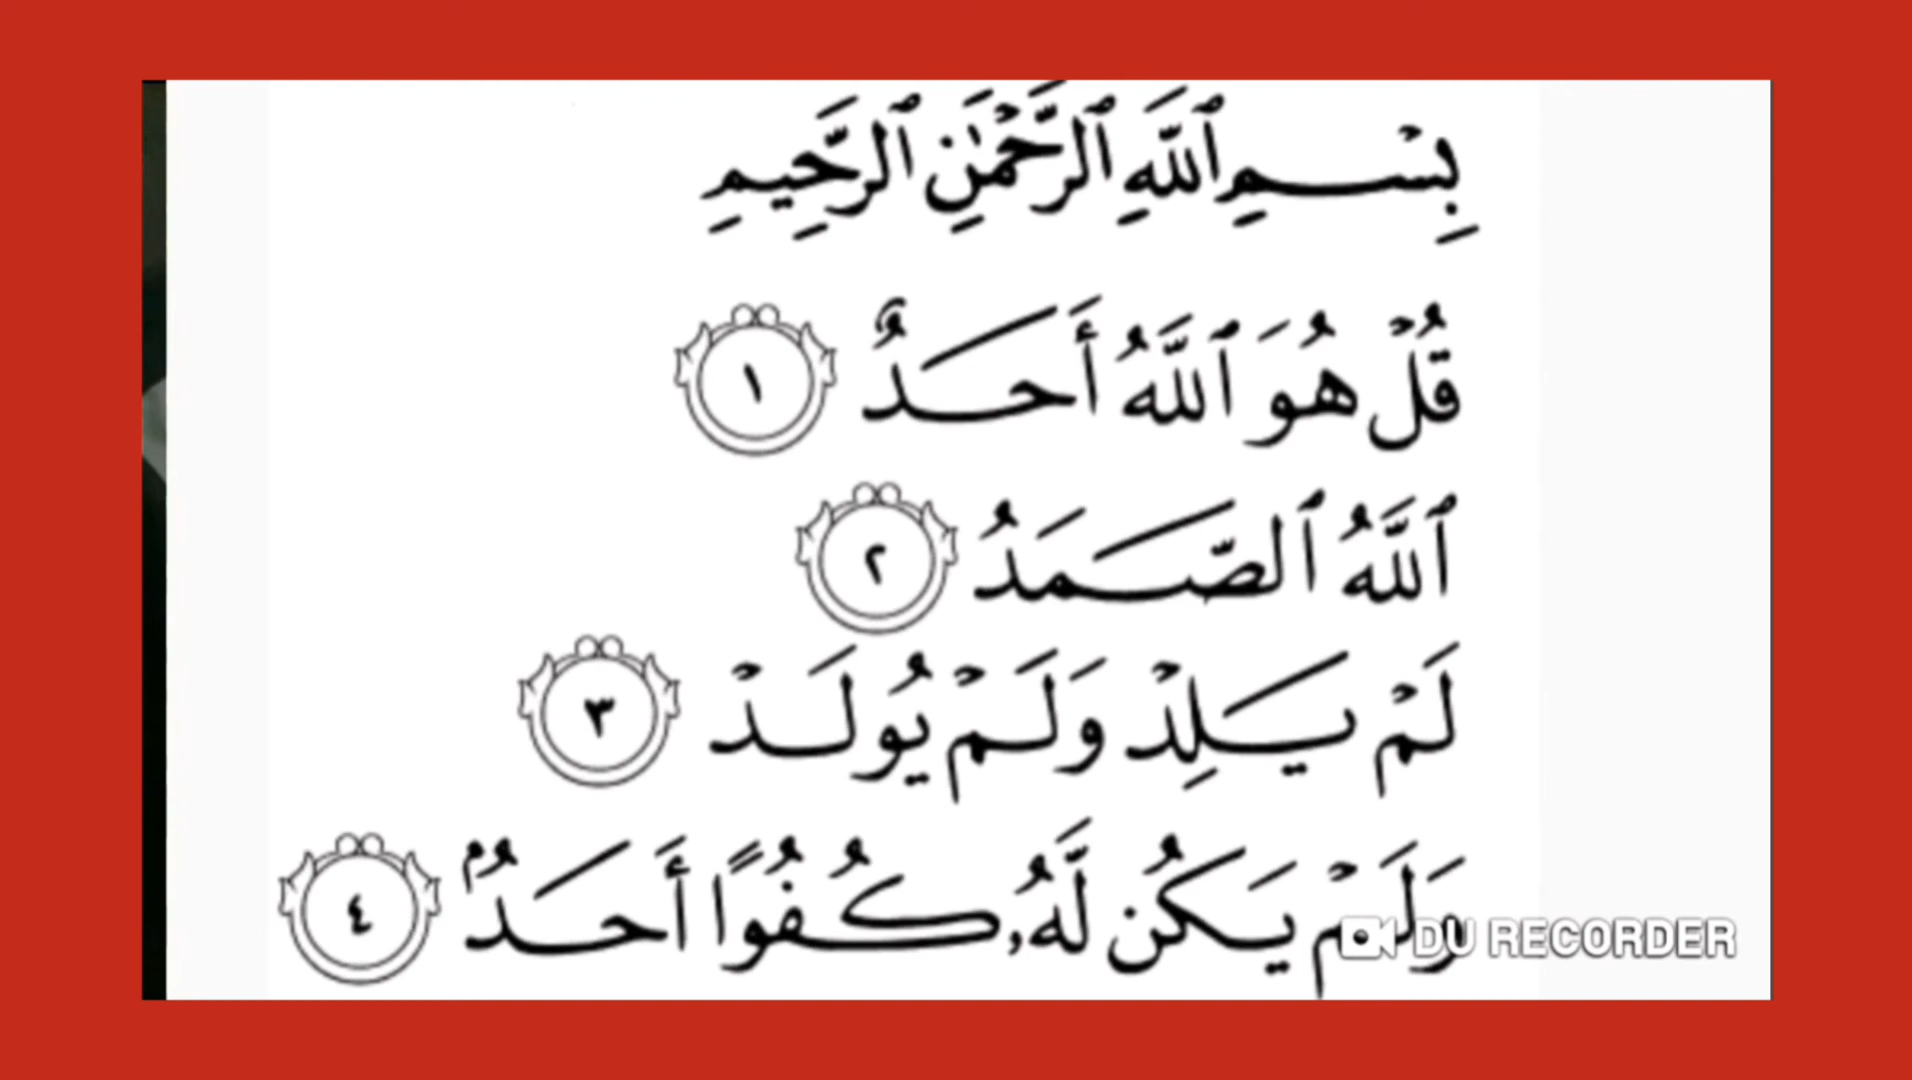 بِسْمِ ٱللَّهِ ٱلرَّحْمَٰنِ ٱلرَّحِيمِ
قُلْ هُوَ ٱللَّهُ أَحَدٌ ١
ٱللَّهُ ٱلصَّمَدُ ٢
لَمْ يَلِدْ وَلَمْ يُولَدْ ٣
وَلَمْ يَكُن لَّهُۥ كُفُوًا أَحَدٌۢ ٤
DU RECORDER